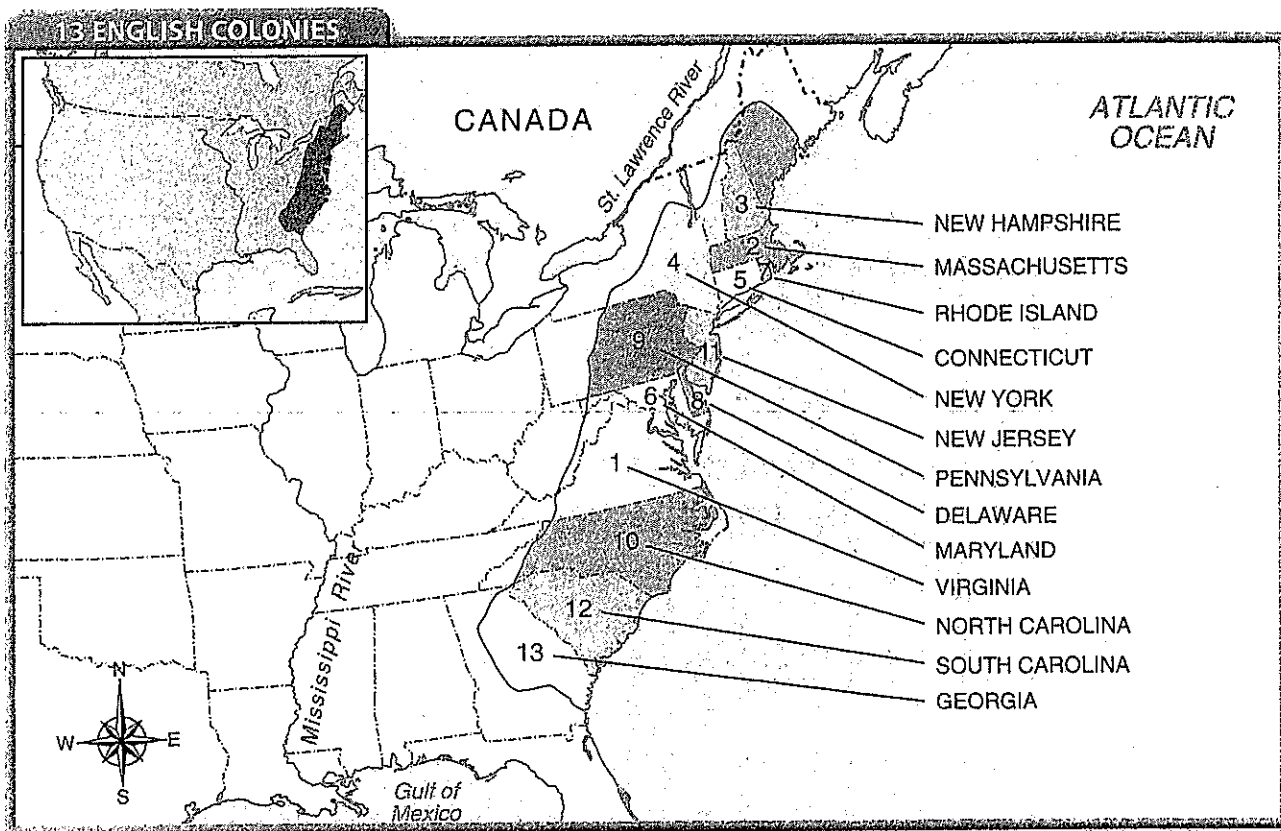 13 ENGLISH COLONIES
CANADA
St. Lawrence River
ATLANTIC
OCEAN
3
NEW HAMPSHIRE
2
MASSACHUSETTS
4
5
7
RHODE ISLAND
CONNECTICUT
9
11
NEW YORK
6
8
NEW JERSEY
1
PENNSYLVANIA
DELAWARE
MARYLAND
10
VIRGINIA
Mississippi River
12
NORTH CAROLINA
13
SOUTH CAROLINA
GEORGIA
N
W
E
S
Gulf of
Mexico